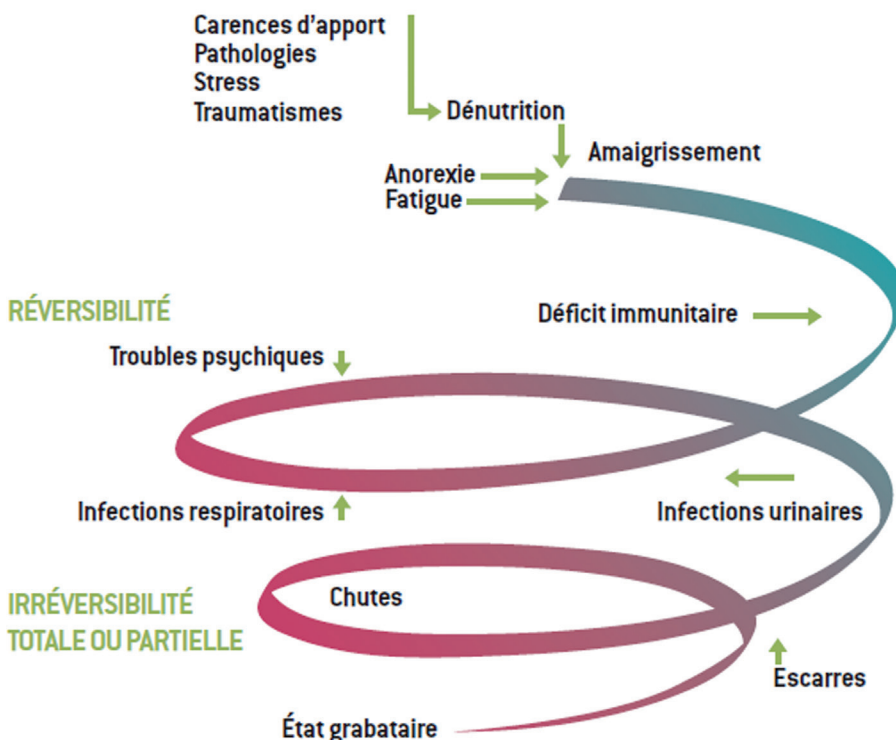 Carences d'apport
Pathologies
Stress
Traumatismes
Dénutrition
Amaigrissement
Anorexie
Fatigue
RÉVERSIBILITÉ
Déficit immunitaire
Troubles psychiques
Infections respiratoires
Infections urinaires
IRRÉVERSIBILITÉ
TOTALE OU PARTIELLE
Chutes
Escarres
État grabataire